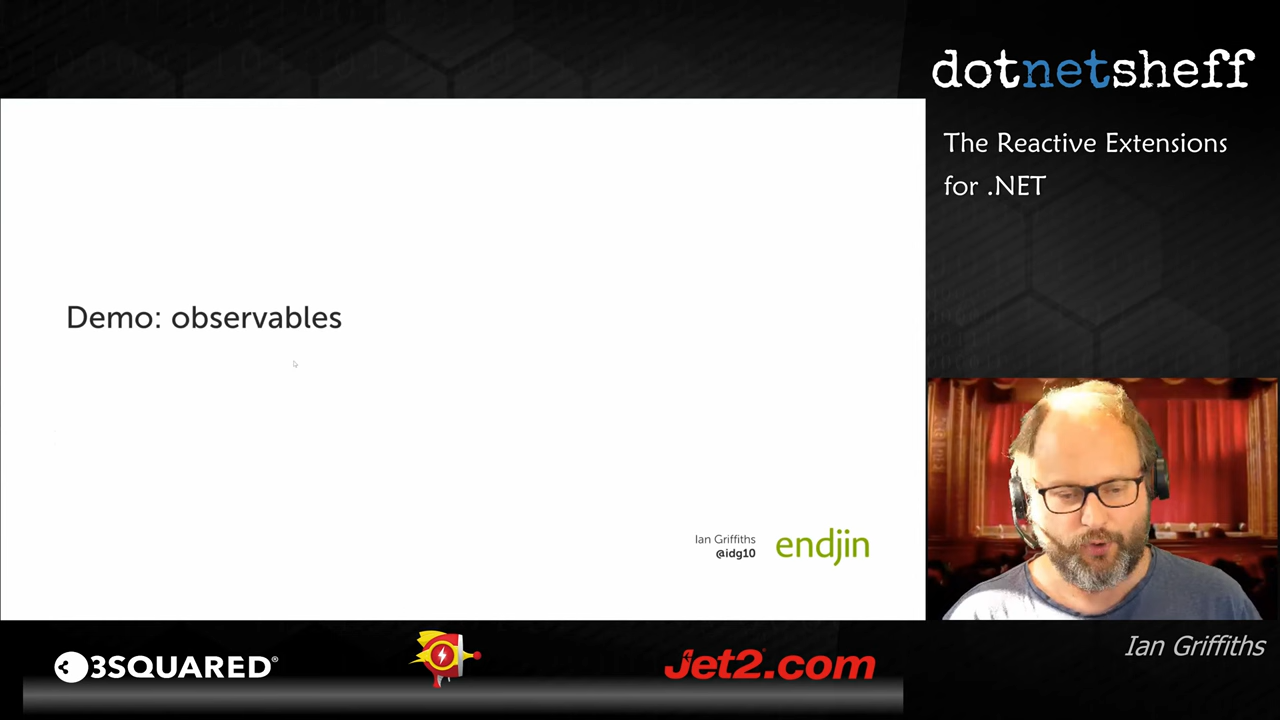 dotnetsheff
The Reactive Extensions
for .NET
Demo: observables
Ian Griffiths
@idg10
endjin
Ian Griffiths
3SQUARED®
Jet2.com